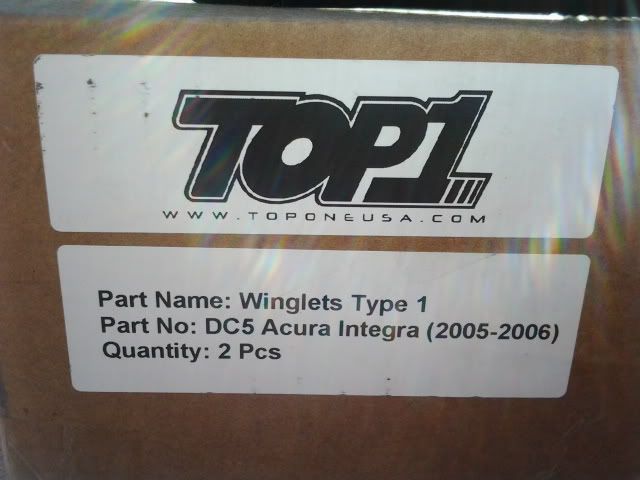 TOP1
WWW.TOPONEUSA.COM
Part Name: Winglets Type 1
Part No: DC5 Acura Integra (2005-2006)
Quantity: 2 Pcs